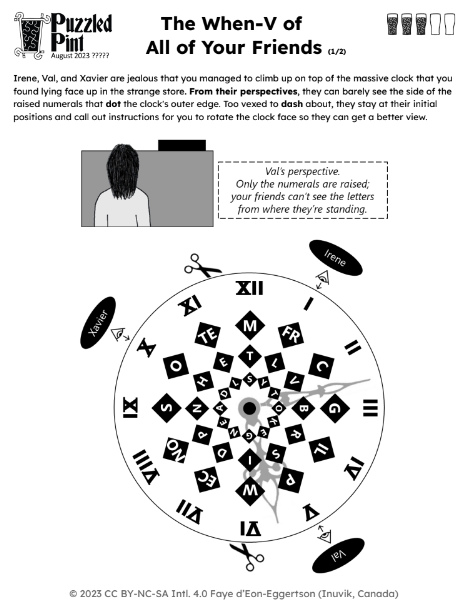 Puzzled
Pint
August 2023 ?????
The When-V of
All of Your Friends (1/2)
Irene, Val, and Xavier are jealous that you managed to climb up on top of the massive clock that you
found lying face up in the strange store. From their perspectives, they can barely see the side of the
raised numerals that dot the clock's outer edge. Too vexed to dash about, they stay at their initial
positions and call out instructions for you to rotate the clock face so they can get a better view.
Val's perspective.
Only the numerals are raised;
your friends can't see the letters
from where they're standing.
Irene
Xavier
Val
XII
I
II
III
IV
V
VI
VII
VIII
IX
X
XI
M
FR
C
G
IL
P
W
EC
NO
S
O
TE
T
V
B
R
S
I
D
P
N
H
E
© 2023 CC BY-NC-SA Intl. 4.0 Faye d'Eon-Eggertson (Inuvik, Canada)